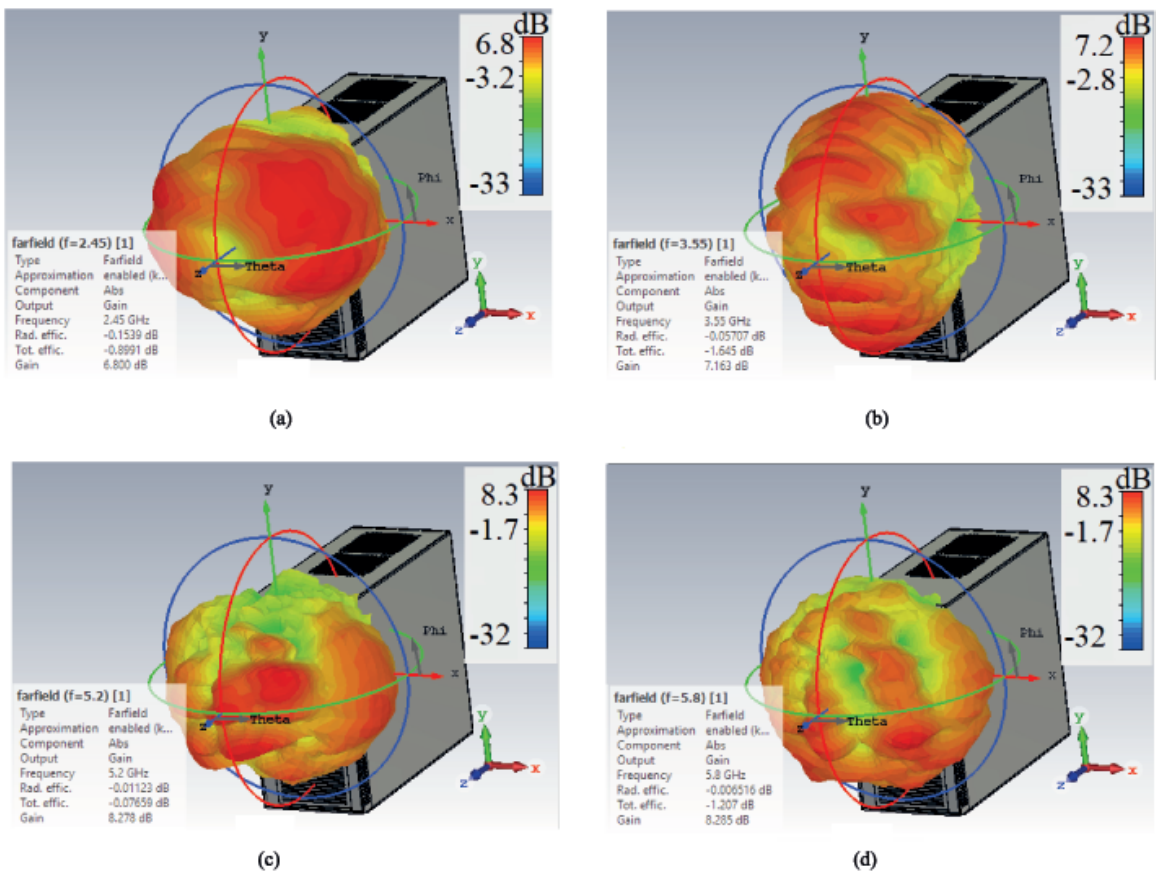 dB
6.8
-3.2
-33
y
Phi
x
z
Theta
farfield (f=2.45) [1]
Type Farfield
Approximation enabled (k...
Component Abs
Output Gain
Frequency 2.45 GHz
Rad. effic. -0.1539 dB
Tot. effic. -0.8991 dB
Gain 6.800 dB
y
z
x
(a)
dB
7.2
-2.8
-33
y
Phi
x
z
Theta
farfield (f=3.55) [1]
Type Farfield
Approximation enabled (k...
Component Abs
Output Gain
Frequency 3.55 GHz
Rad. effic. -0.05707 dB
Tot. effic. -1.645 dB
Gain 7.163 dB
y
z
x
(b)
dB
8.3
-1.7
-32
y
Phi
x
z
Theta
farfield (f=5.2) [1]
Type Farfield
Approximation enabled (k...
Component Abs
Output Gain
Frequency 5.2 GHz
Rad. effic. -0.01123 dB
Tot. effic. -0.07659 dB
Gain 8.278 dB
y
z
x
(c)
dB
8.3
-1.7
-32
y
Phi
x
z
Theta
farfield (f=5.8) [1]
Type Farfield
Approximation enabled (k...
Component Abs
Output Gain
Frequency 5.8 GHz
Rad. effic. -0.006516 dB
Tot. effic. -1.207 dB
Gain 8.285 dB
y
z
x
(d)